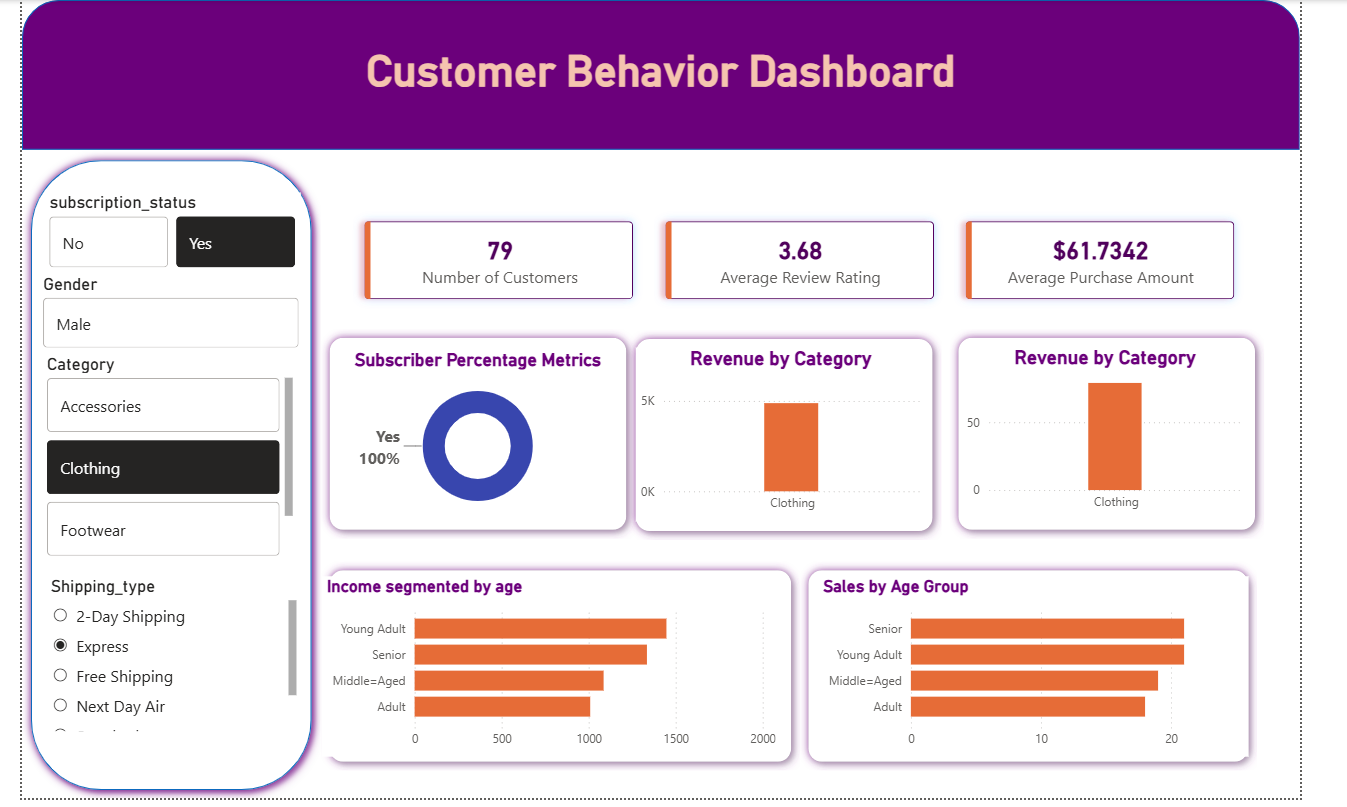 Customer Behavior Dashboard
subscription_status
No
Yes
Gender
Male
Category
Accessories
Clothing
Footwear
Shipping_type
2-Day Shipping
Express
Free Shipping
Next Day Air
79
Number of Customers
3.68
Average Review Rating
$61.7342
Average Purchase Amount
Subscriber Percentage Metrics
Yes
100%
Revenue by Category
5K
0K
Clothing
Revenue by Category
50
0
Clothing
Income segmented by age
Young Adult
Senior
Middle=Aged
Adult
0 500 1000 1500 2000
Sales by Age Group
Senior
Young Adult
Middle=Aged
Adult
0 10 20